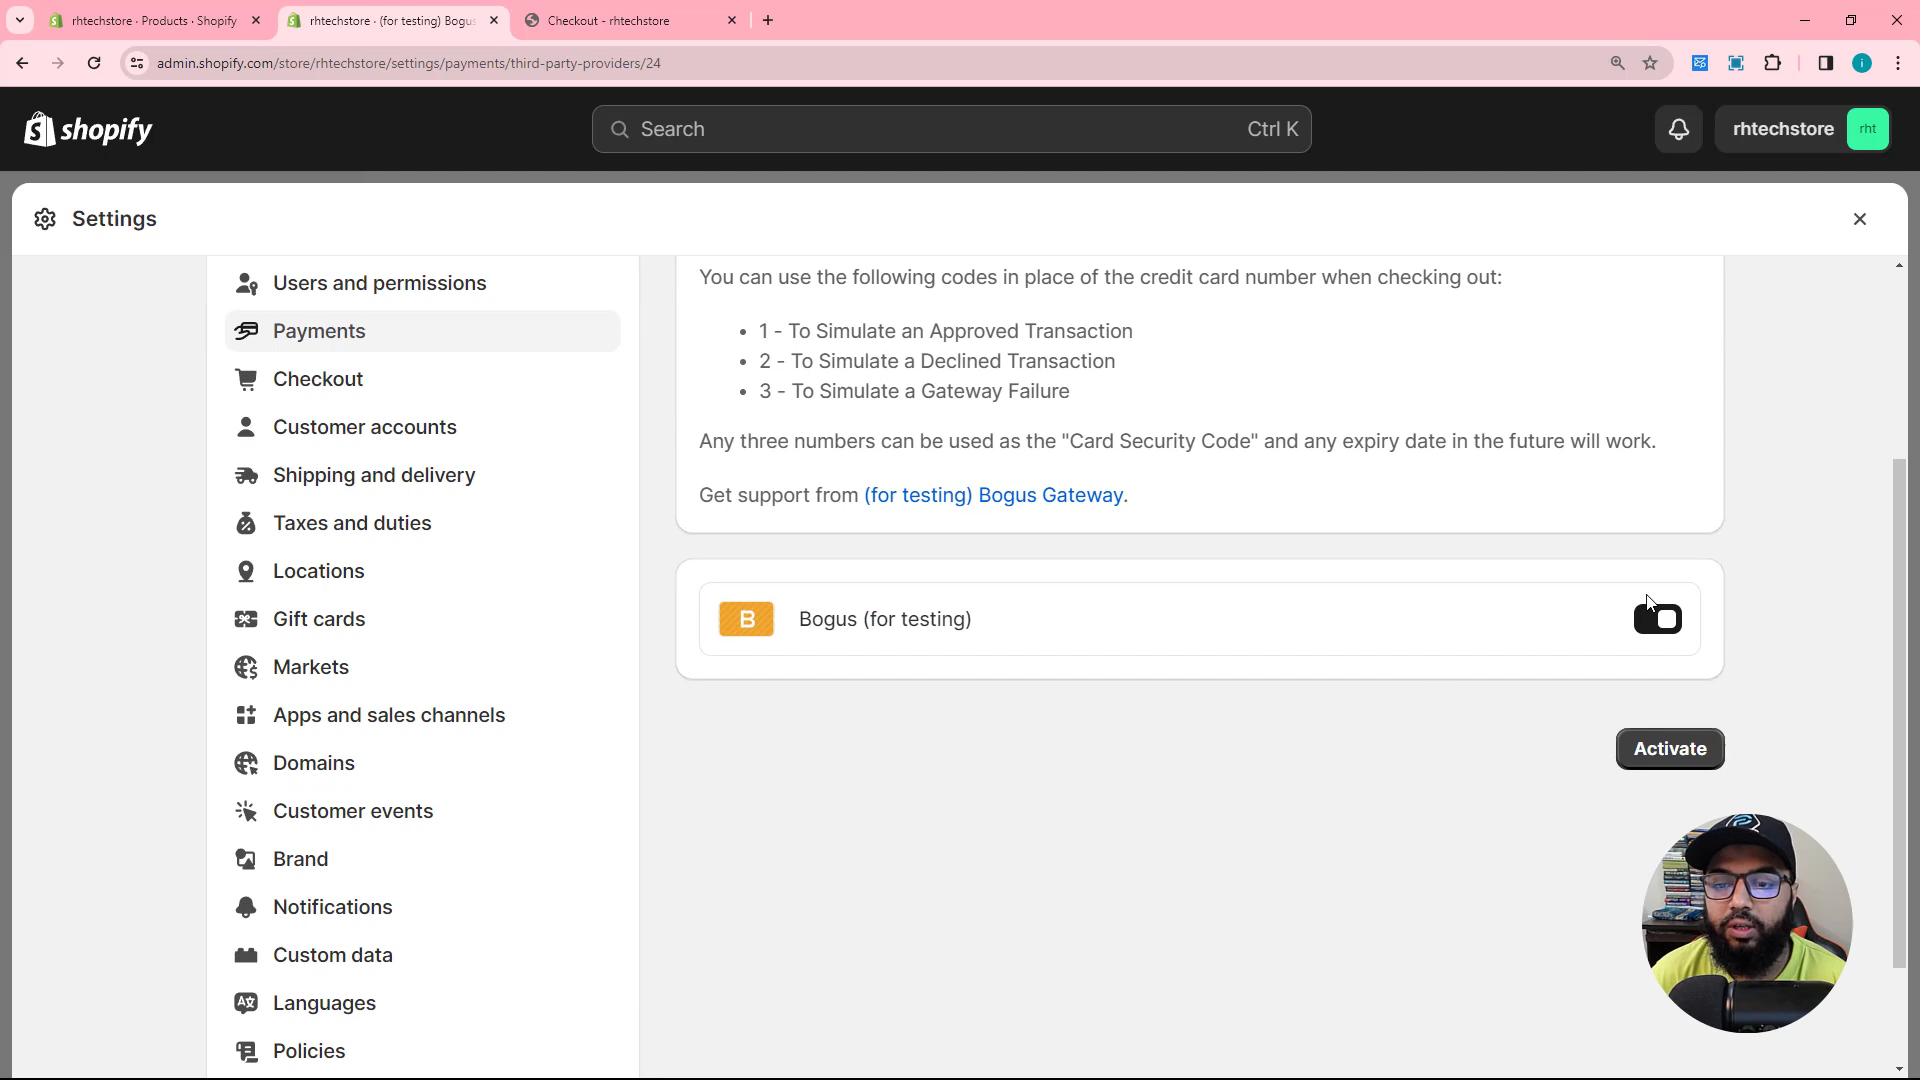 rhtechstore · Products · Shopify
rhtechstore · (for testing) Bogus
Checkout - rhtechstore
admin.shopify.com/store/rhtechstore/settings/payments/third-party-providers/24
i
shopify
Search
Ctrl K
rhtechstore
rht
Settings
Users and permissions
Payments
Checkout
Customer accounts
Shipping and delivery
Taxes and duties
Locations
Gift cards
Markets
Apps and sales channels
Domains
Customer events
Brand
Notifications
Custom data
Languages
Policies
You can use the following codes in place of the credit card number when checking out:
• 1 - To Simulate an Approved Transaction
• 2 - To Simulate a Declined Transaction
• 3 - To Simulate a Gateway Failure
Any three numbers can be used as the "Card Security Code" and any expiry date in the future will work.
Get support from (for testing) Bogus Gateway.
B
Bogus (for testing)
Activate